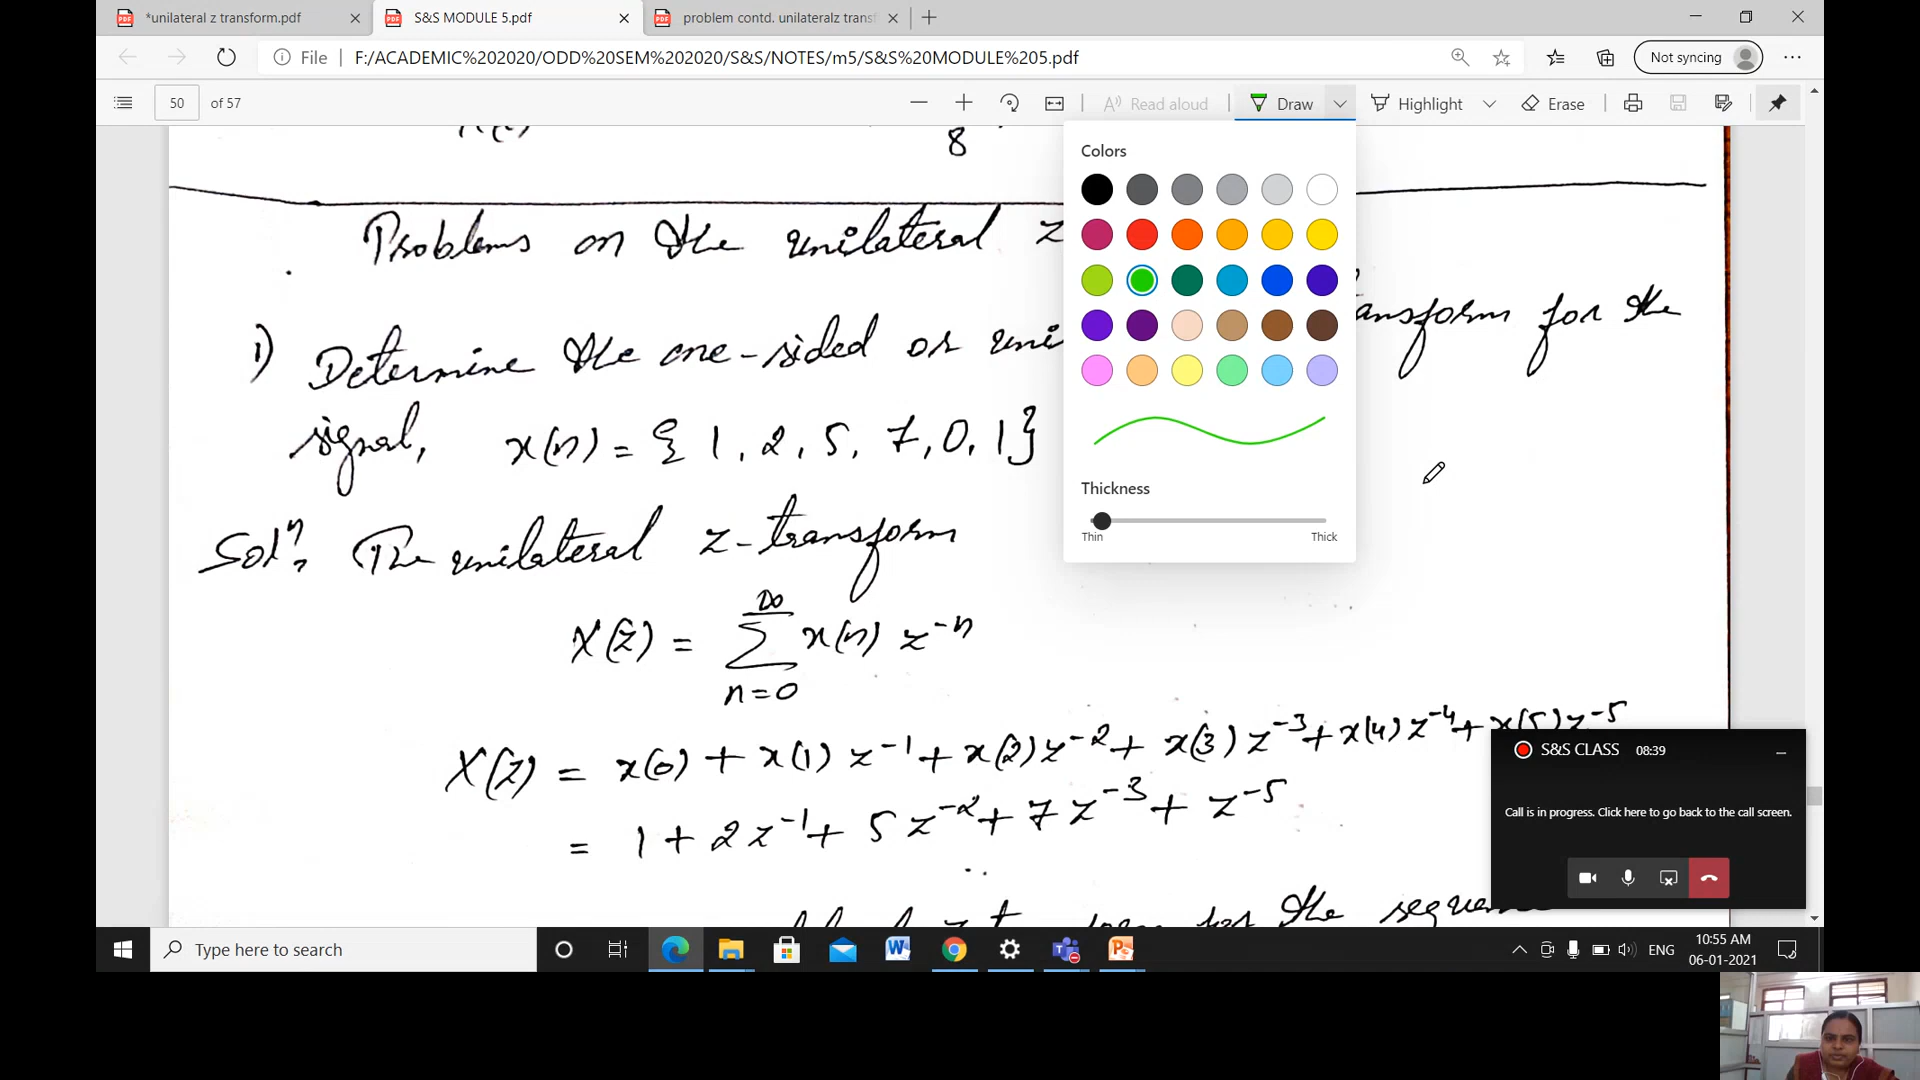 *unilateral z transform.pdf
S&S MODULE 5.pdf
problem contd. unilateralz transf
File F:/ACADEMIC%202020/ODD%20SEM%202020/S&S/NOTES/m5/S&S%20MODULE%205.pdf
Not syncing
50 of 57
Read aloud
Draw
Highlight
Erase
8
Problems on the unilateral z
1) Determine the one-sided or uni ansform for the
signal, x(n) = { 1, 2, 5, 7, 0, 1}
Solⁿ: The unilateral z-transform
X(z) = ∑ x(n) z⁻ⁿ
∞
n=0
X(z) = x(0) + x(1) z⁻¹ + x(2) z⁻² + x(3) z⁻³ + x(4) z⁻⁴ + x(5) z⁻⁵
= 1 + 2 z⁻¹ + 5 z⁻² + 7 z⁻³ + z⁻⁵
for the
Colors
Thickness
Thin
Thick
S&S CLASS 08:39
Call is in progress. Click here to go back to the call screen.
Type here to search
ENG
10:55 AM
06-01-2021